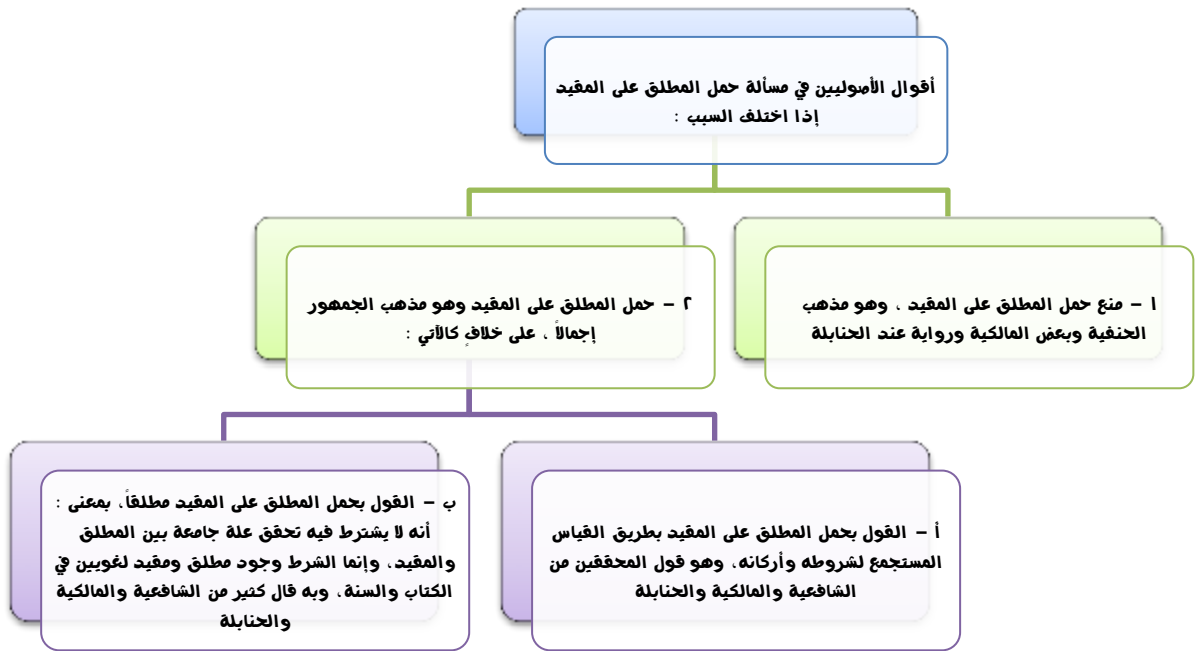 أقوال الأصوليين في مسألة حمل المطلق على المقيد
إذا اختلف السبب :
١ – منع حمل المطلق على المقيد ، وهو مذهب
الحنفية وبعض المالكية ورواية عند الحنابلة
٢ – حمل المطلق على المقيد وهو مذهب الجمهور
إجمالاً ، على خلافٍ كالآتي :
أ – القول بحمل المطلق على المقيد بطريق القياس
المستجمع لشروطه وأركانه، وهو قول المحققين من
الشافعية والمالكية والحنابلة
ب – القول بحمل المطلق على المقيد مطلقاً، بمعنى :
أنه لا يشترط فيه تحقق علة جامعة بين المطلق
والمقيد، وإنما الشرط وجود مطلق ومقيد لغويين في
الكتاب والسنة، وبه قال كثير من الشافعية والمالكية
والحنابلة